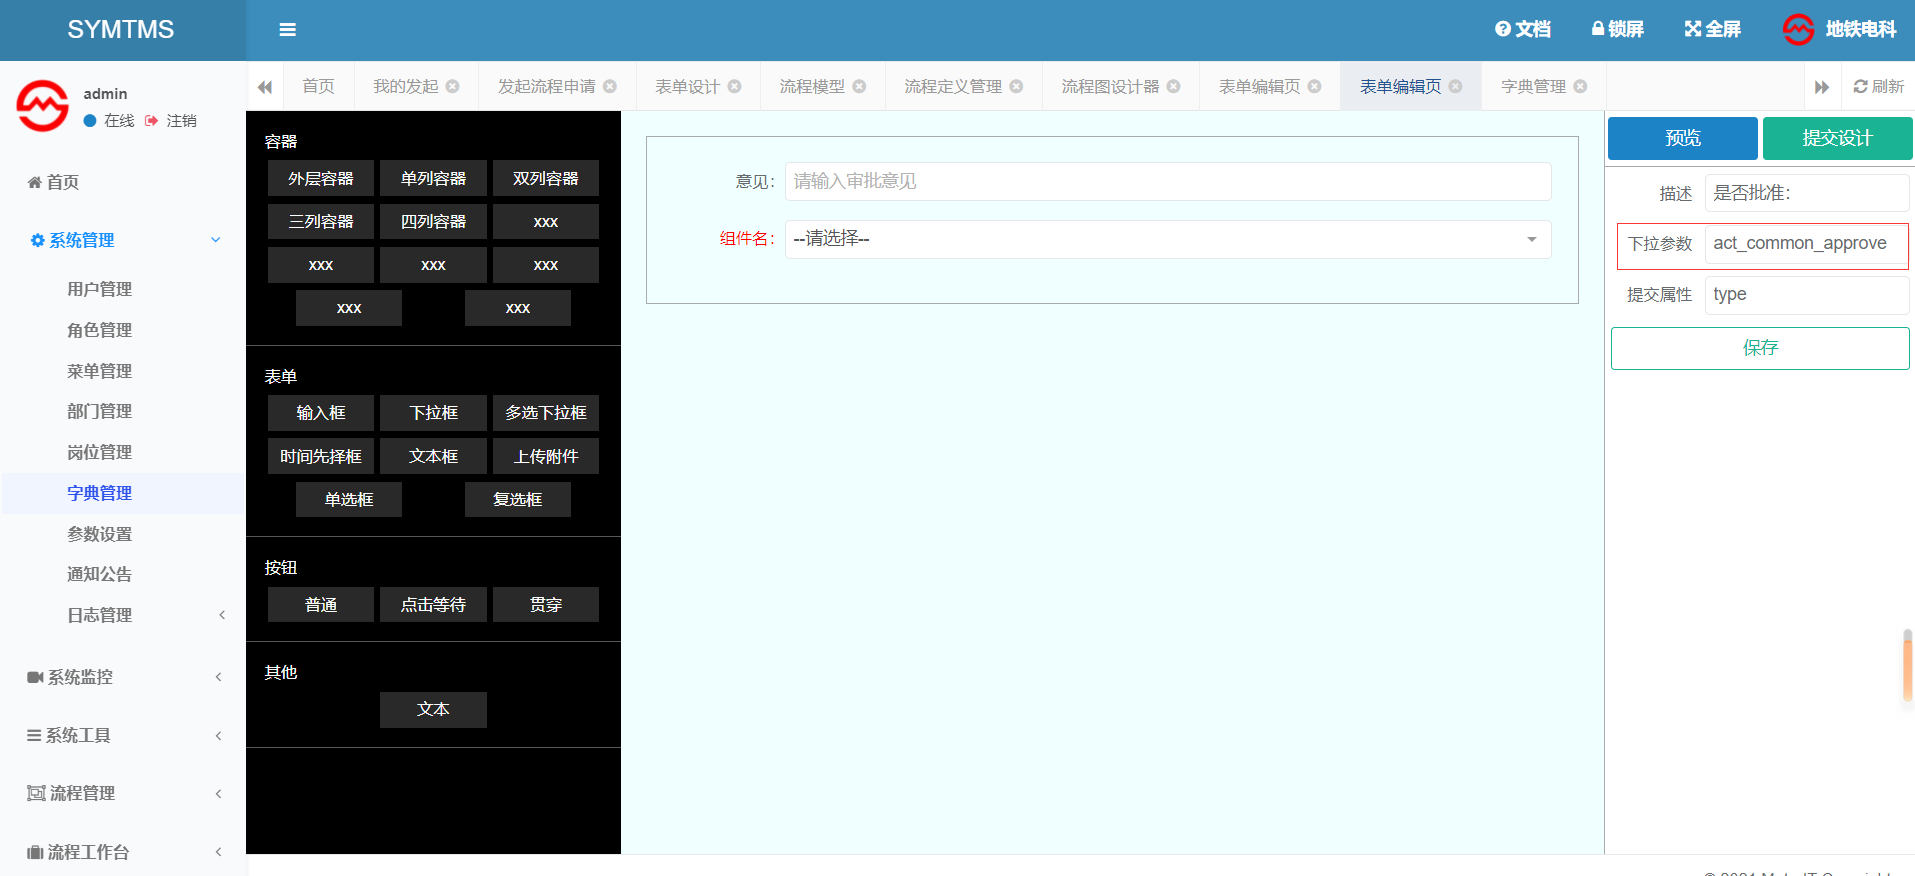 SYMTMS
文档
锁屏
全屏
地铁电科
admin
在线
注销
首页
我的发起
发起流程申请
表单设计
流程模型
流程定义管理
流程图设计器
表单编辑页
表单编辑页
字典管理
刷新
首页
系统管理
用户管理
角色管理
菜单管理
部门管理
岗位管理
字典管理
参数设置
通知公告
日志管理
系统监控
系统工具
流程管理
流程工作台
容器
外层容器
单列容器
双列容器
三列容器
四列容器
xxx
xxx
xxx
xxx
xxx
xxx
表单
输入框
下拉框
多选下拉框
时间先择框
文本框
上传附件
单选框
复选框
按钮
普通
点击等待
贯穿
其他
文本
意见：
请输入审批意见
组件名：
--请选择--
预览
提交设计
描述
是否批准：
下拉参数
act_common_approve
提交属性
type
保存